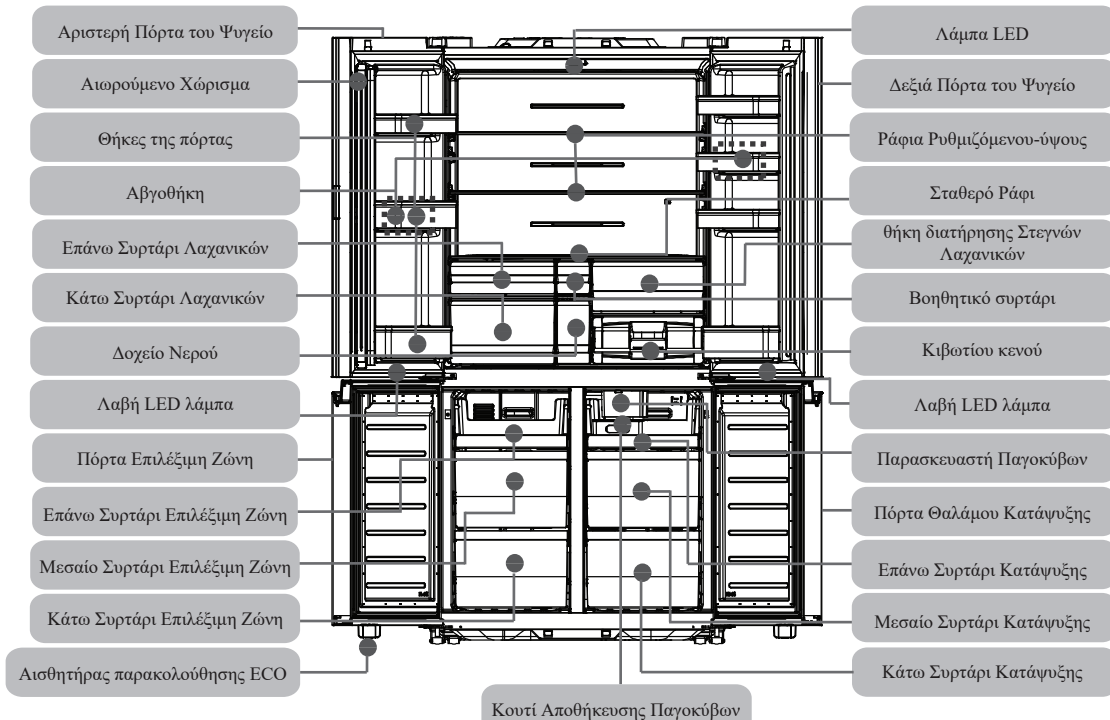 Αριστερή Πόρτα του Ψυγείο
Αιωρούμενο Χώρισμα
Θήκες της πόρτας
Αβγοθήκη
Επάνω Συρτάρι Λαχανικών
Κάτω Συρτάρι Λαχανικών
Δοχείο Νερού
Λαβή LED λάμπα
Πόρτα Επιλέξιμη Ζώνη
Επάνω Συρτάρι Επιλέξιμη Ζώνη
Μεσαίο Συρτάρι Επιλέξιμη Ζώνη
Κάτω Συρτάρι Επιλέξιμη Ζώνη
Αισθητήρας παρακολούθησης ECO
Λάμπα LED
Δεξιά Πόρτα του Ψυγείο
Ράφια Ρυθμιζόμενου-ύψους
Σταθερό Ράφι
θήκη διατήρησης Στεγνών
Λαχανικών
Βοηθητικό συρτάρι
Κιβωτίου κενού
Λαβή LED λάμπα
Παρασκευαστή Παγοκύβων
Πόρτα Θαλάμου Κατάψυξης
Επάνω Συρτάρι Κατάψυξης
Μεσαίο Συρτάρι Κατάψυξης
Κάτω Συρτάρι Κατάψυξης
Κουτί Αποθήκευσης Παγοκύβων